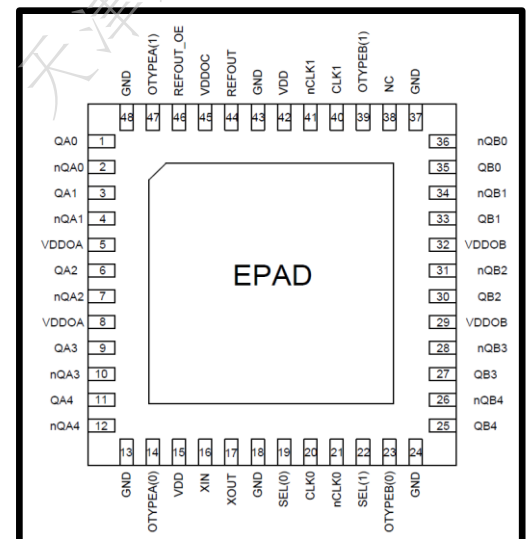 天津
GND OTYPEA(1) REFOUT_OE VDDOC REFOUT GND VDD nCLK1 CLK1 OTYPEB(1) NC GND
48 47 46 45 44 43 42 41 40 39 38 37
QA0 1 36 nQB0
nQA0 2 35 QB0
QA1 3 34 nQB1
nQA1 4 33 QB1
VDDOA 5 32 VDDOB
QA2 6 31 nQB2
EPAD
nQA2 7 30 QB2
VDDOA 8 29 VDDOB
QA3 9 28 nQB3
nQA3 10 27 QB3
QA4 11 26 nQB4
nQA4 12 25 QB4
13 14 15 16 17 18 19 20 21 22 23 24
GND OTYPEA(0) VDD XIN XOUT GND SEL(0) CLK0 nCLK0 SEL(1) OTYPEB(0) GND